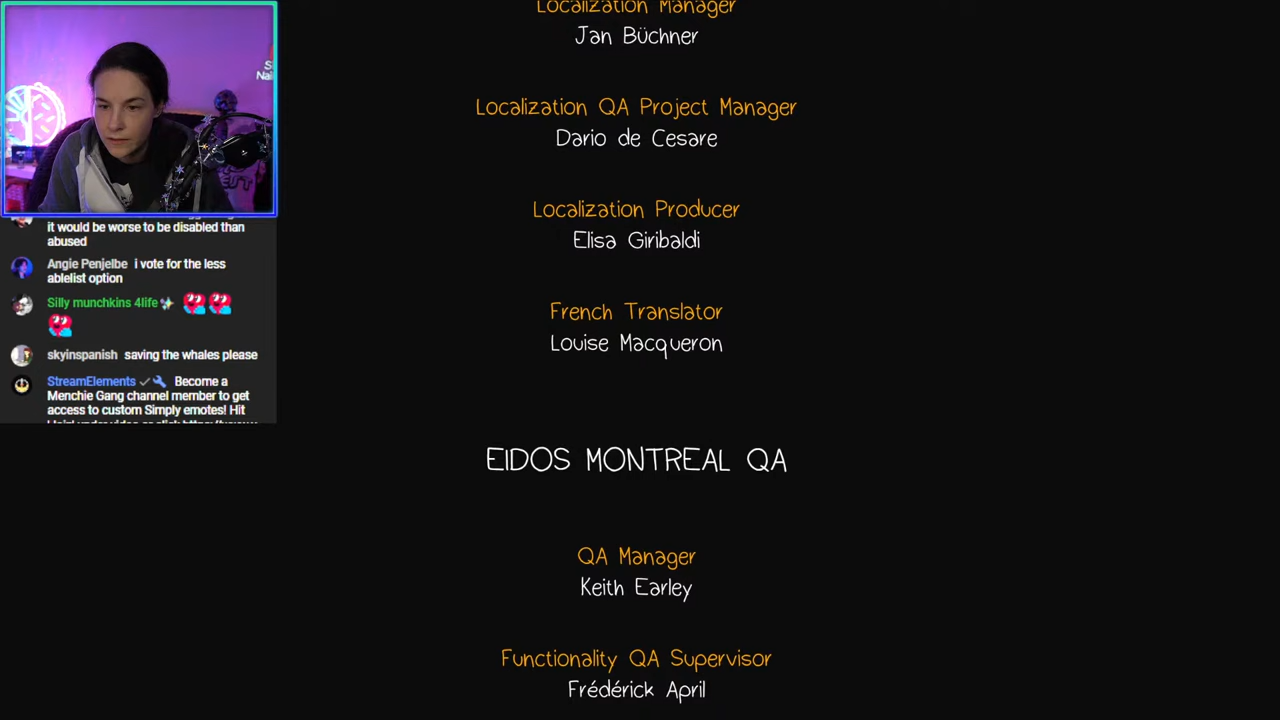 it would be worse to be disabled than
abused
Angie Penjelbe i vote for the less
ablelist option
Silly munchkins 4life
skyinspanish saving the whales please
StreamElements Become a
Menchie Gang channel member to get
access to custom Simply emotes! Hit
Localization Manager
Jan Büchner
Localization QA Project Manager
Dario de Cesare
Localization Producer
Elisa Giribaldi
French Translator
Louise Macqueron
EIDOS MONTREAL QA
QA Manager
Keith Earley
Functionality QA Supervisor
Frédérick April